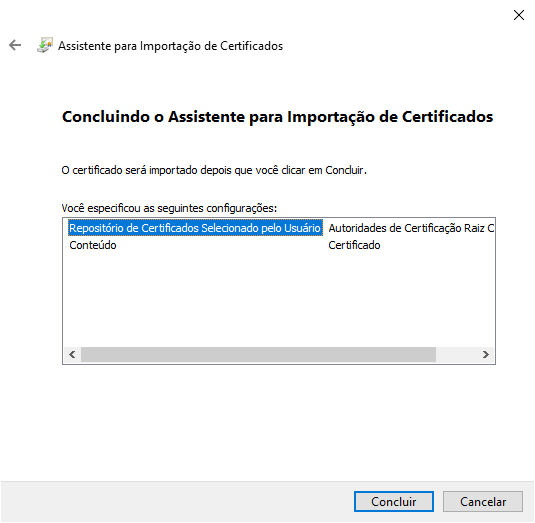 Assistente para Importação de Certificados
Concluindo o Assistente para Importação de Certificados
O certificado será importado depois que você clicar em Concluir.
Você especificou as seguintes configurações:
Repositório de Certificados Selecionado pelo Usuário Autoridades de Certificação Raiz C
Conteúdo Certificado
Concluir Cancelar